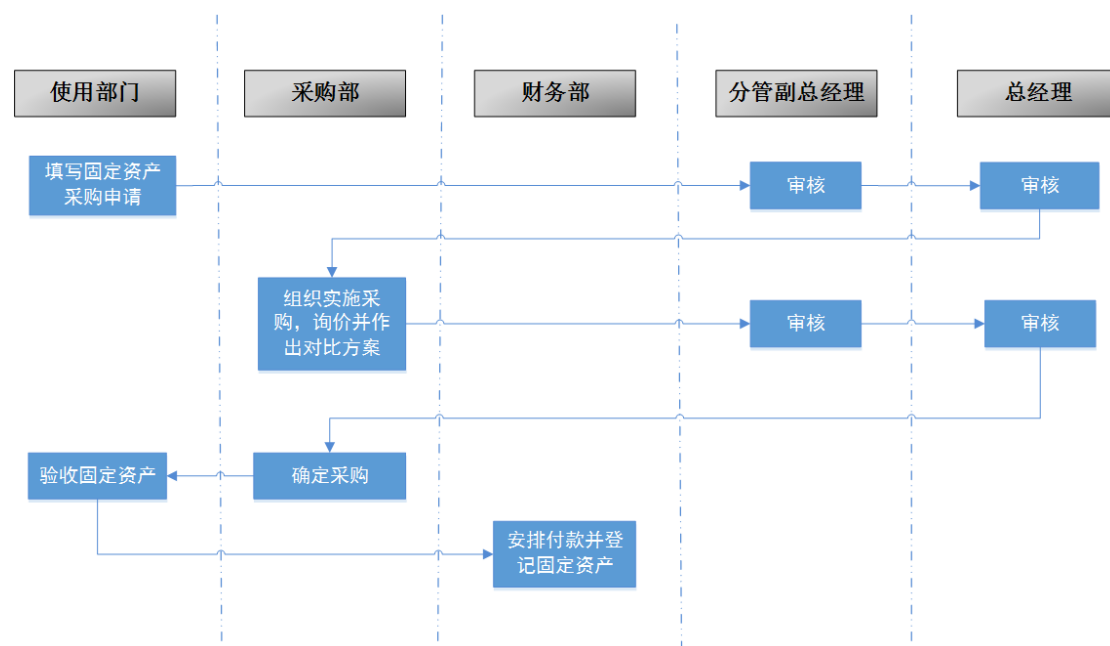 使用部门
采购部
财务部
分管副总经理
总经理
填写固定资产
采购申请
审核
审核
组织实施采
购，询价并作
出对比方案
审核
审核
验收固定资产
确定采购
安排付款并登
记固定资产